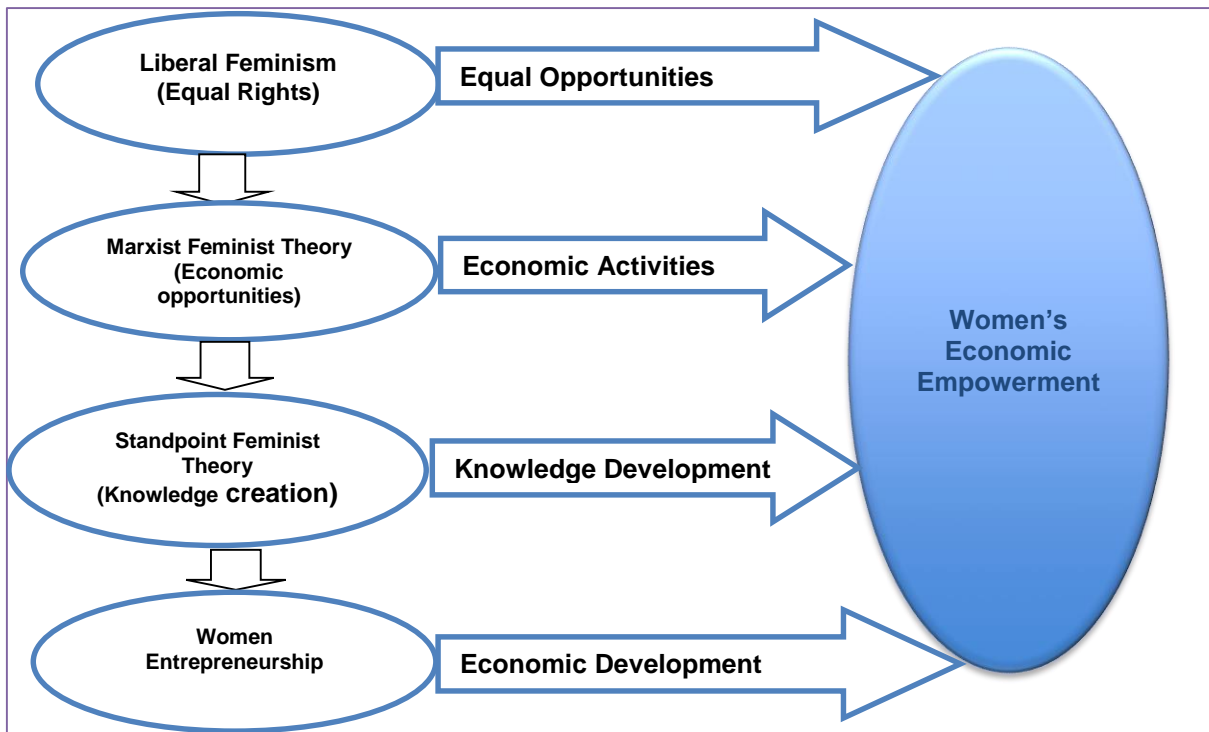 Liberal Feminism
(Equal Rights)
Equal Opportunities
Marxist Feminist Theory
(Economic
opportunities)
Economic Activities
Standpoint Feminist
Theory
(Knowledge creation)
Knowledge Development
Women
Entrepreneurship
Economic Development
Women’s
Economic
Empowerment